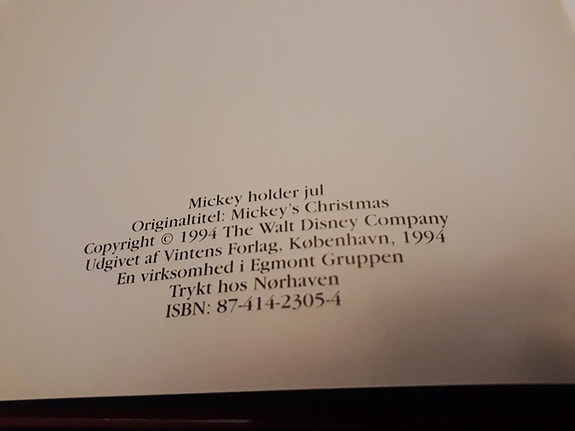 Mickey holder jul
Originaltitel: Mickey's Christmas
Copyright © 1994 The Walt Disney Company
Udgivet af Vintens Forlag, København, 1994
En virksomhed i Egmont Gruppen
Trykt hos Nørhaven
ISBN: 87-414-2305-4